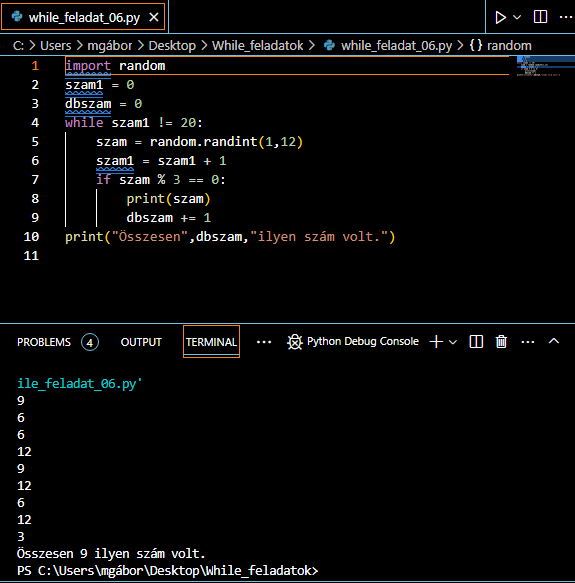 while_feladat_06.py
C: > Users > mgábor > Desktop > While_feladatok > while_feladat_06.py > {} random
1 import random
2 szam1 = 0
3 dbszam = 0
4 while szam1 != 20:
5     szam = random.randint(1,12)
6     szam1 = szam1 + 1
7     if szam % 3 == 0:
8         print(szam)
9         dbszam += 1
10 print("Összesen",dbszam,"ilyen szám volt.")
11
PROBLEMS 4 OUTPUT TERMINAL ... Python Debug Console
ile_feladat_06.py'
9
6
6
12
9
12
6
12
3
Összesen 9 ilyen szám volt.
PS C:\Users\mgábor\Desktop\While_feladatok>